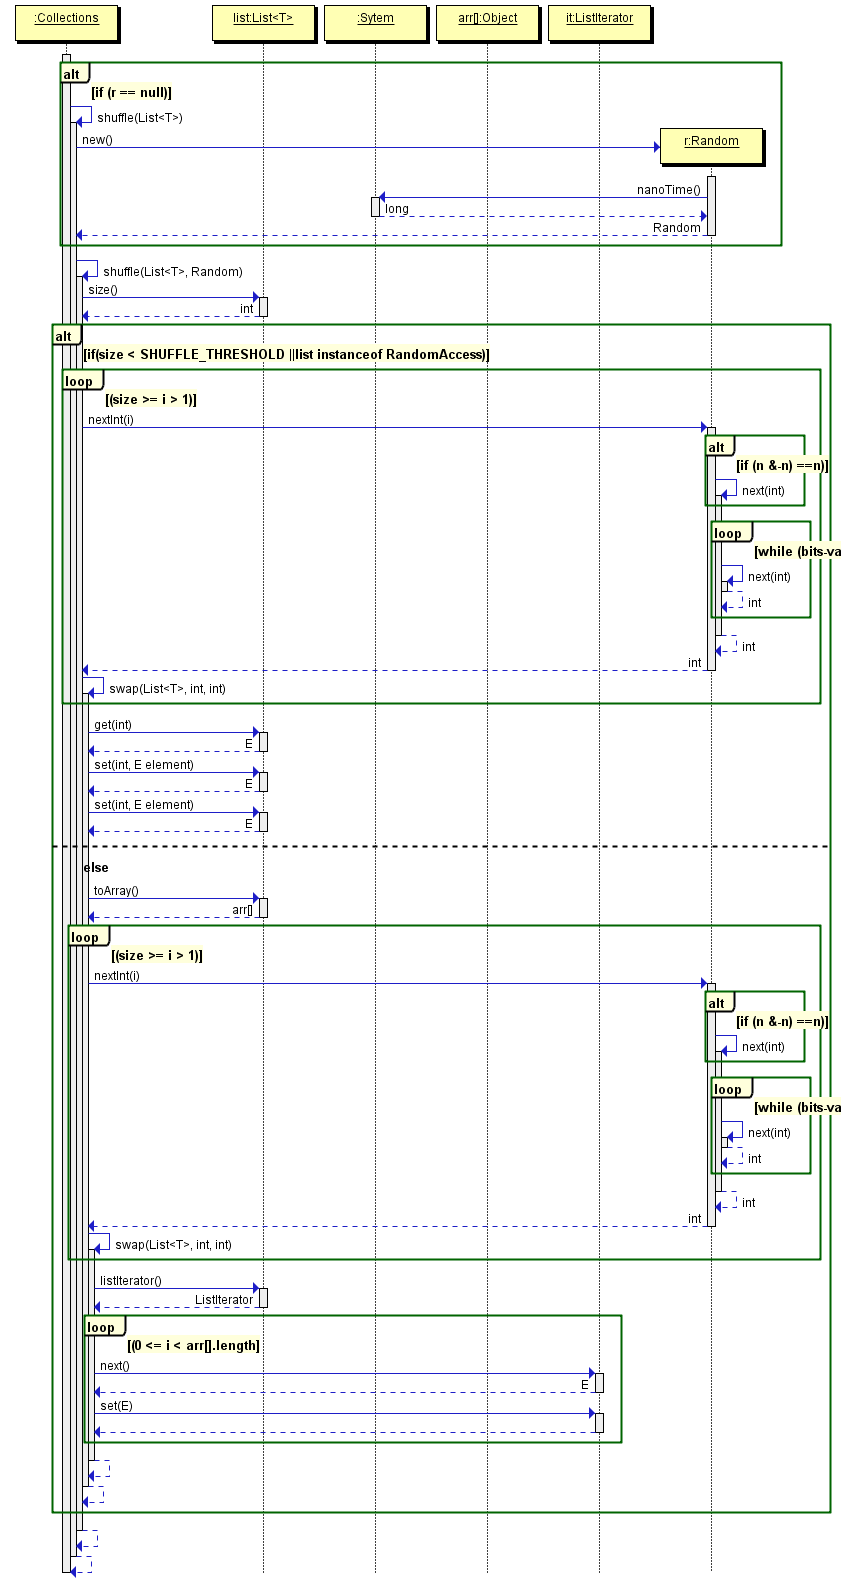 :Collections
list:List<T>
:Sytem
arr[]:Object
it:ListIterator
alt
[if (r == null)]
shuffle(List<T>)
new()
r:Random
nanoTime()
long
Random
shuffle(List<T>, Random)
size()
int
alt
[if(size < SHUFFLE_THRESHOLD ||list instanceof RandomAccess)]
loop
[(size >= i > 1)]
nextInt(i)
alt
[if (n &-n) ==n)]
next(int)
loop
[while (bits-va
next(int)
int
int
int
swap(List<T>, int, int)
get(int)
E
set(int, E element)
E
set(int, E element)
E
else
toArray()
arr[]
loop
[(size >= i > 1)]
nextInt(i)
alt
[if (n &-n) ==n)]
next(int)
loop
[while (bits-va
next(int)
int
int
int
swap(List<T>, int, int)
listIterator()
ListIterator
loop
[(0 <= i < arr[].length]
next()
E
set(E)